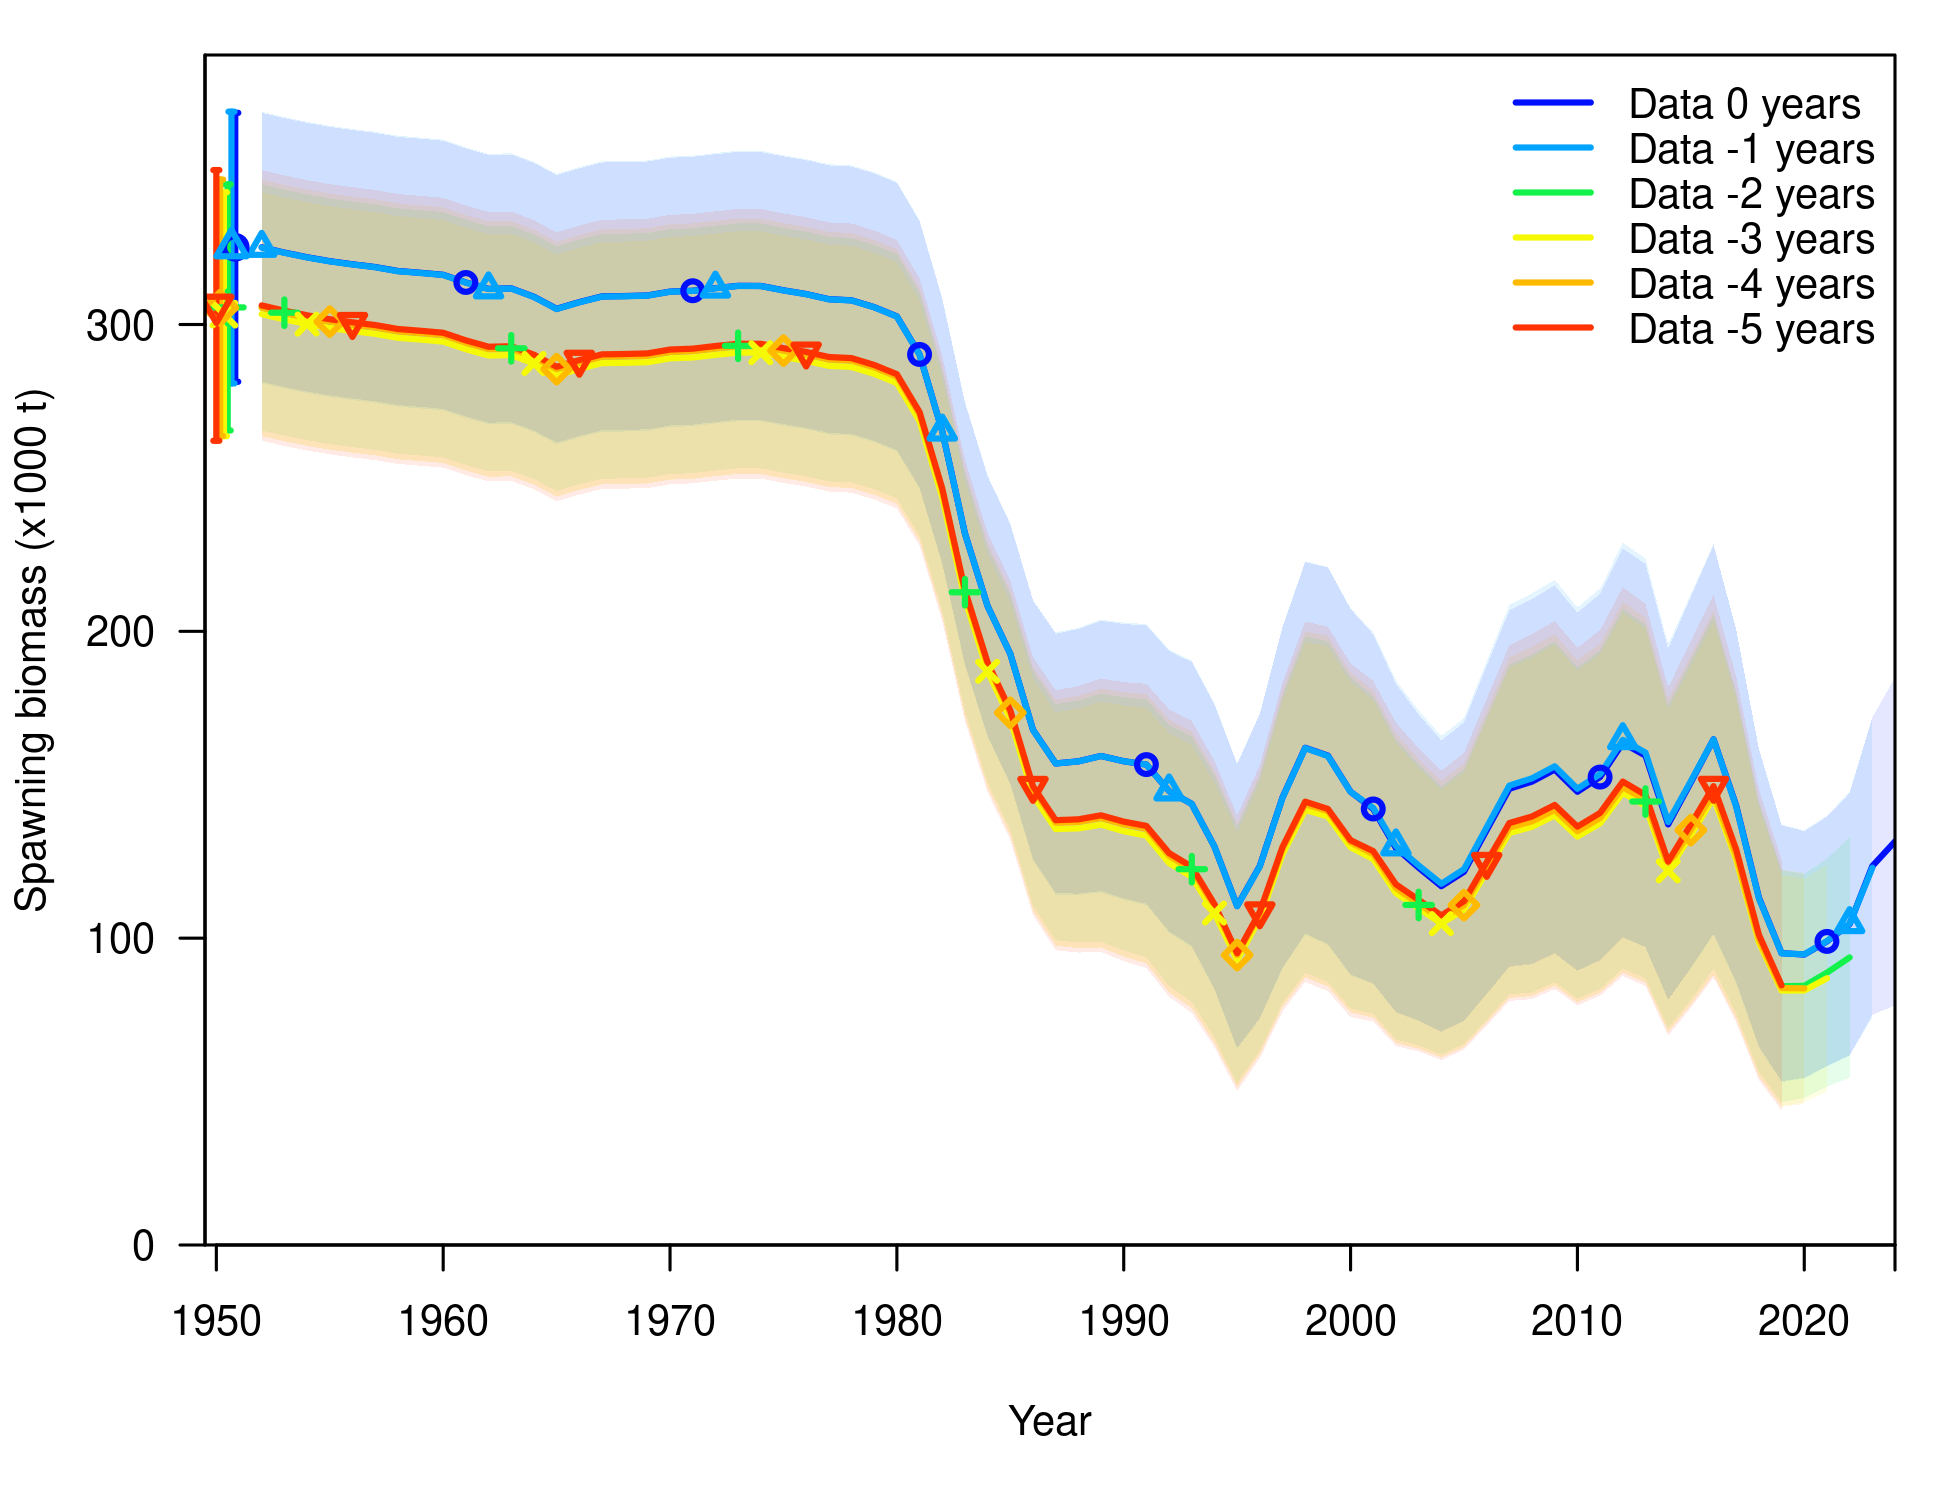 Data 0 years
Data -1 years
Data -2 years
Data -3 years
Data -4 years
Data -5 years
Spawning biomass (x1000 t)
300
200
100
0
1950 1960 1970 1980 1990 2000 2010 2020
Year